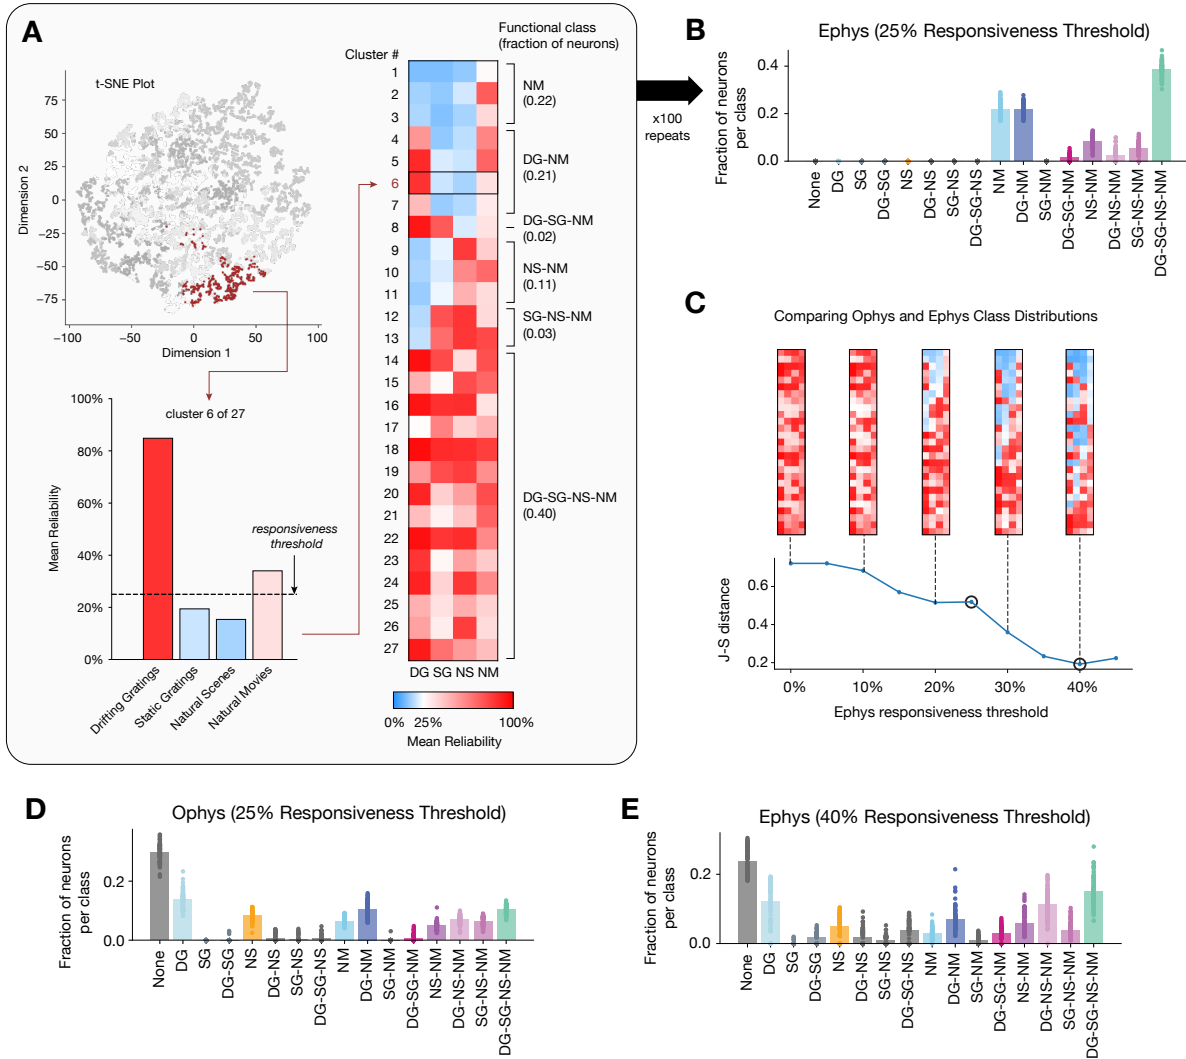 A
t-SNE Plot
Dimension 2
75
50
25
0
−25
−50
−75
−100
−50
0
50
100
Dimension 1
cluster 6 of 27
Mean Reliability
100%
80%
60%
40%
20%
0%
responsiveness
threshold
Drifting Gratings
Static Gratings
Natural Scenes
Natural Movies
Cluster #
Functional class
(fraction of neurons)
1
2
3
4
5
6
7
8
9
10
11
12
13
14
15
16
17
18
19
20
21
22
23
24
25
26
27
NM
(0.22)
DG-NM
(0.21)
DG-SG-NM
(0.02)
NS-NM
(0.11)
SG-NS-NM
(0.03)
DG-SG-NS-NM
(0.40)
DG SG NS NM
0% 25% 100%
Mean Reliability
x100
repeats
B
Ephys (25% Responsiveness Threshold)
Fraction of neurons
per class
0.4
0.2
0.0
None
DG
SG
DG-SG
NS
DG-NS
SG-NS
DG-SG-NS
NM
DG-NM
SG-NM
DG-SG-NM
NS-NM
DG-NS-NM
SG-NS-NM
DG-SG-NS-NM
C
Comparing Ophys and Ephys Class Distributions
J-S distance
0.6
0.4
0.2
0%
10%
20%
30%
40%
Ephys responsiveness threshold
D
Ophys (25% Responsiveness Threshold)
Fraction of neurons
per class
0.2
0.0
None
DG
SG
DG-SG
NS
DG-NS
SG-NS
DG-SG-NS
NM
DG-NM
SG-NM
DG-SG-NM
NS-NM
DG-NS-NM
SG-NS-NM
DG-SG-NS-NM
E
Ephys (40% Responsiveness Threshold)
Fraction of neurons
per class
0.2
0.0
None
DG
SG
DG-SG
NS
DG-NS
SG-NS
DG-SG-NS
NM
DG-NM
SG-NM
DG-SG-NM
NS-NM
DG-NS-NM
SG-NS-NM
DG-SG-NS-NM